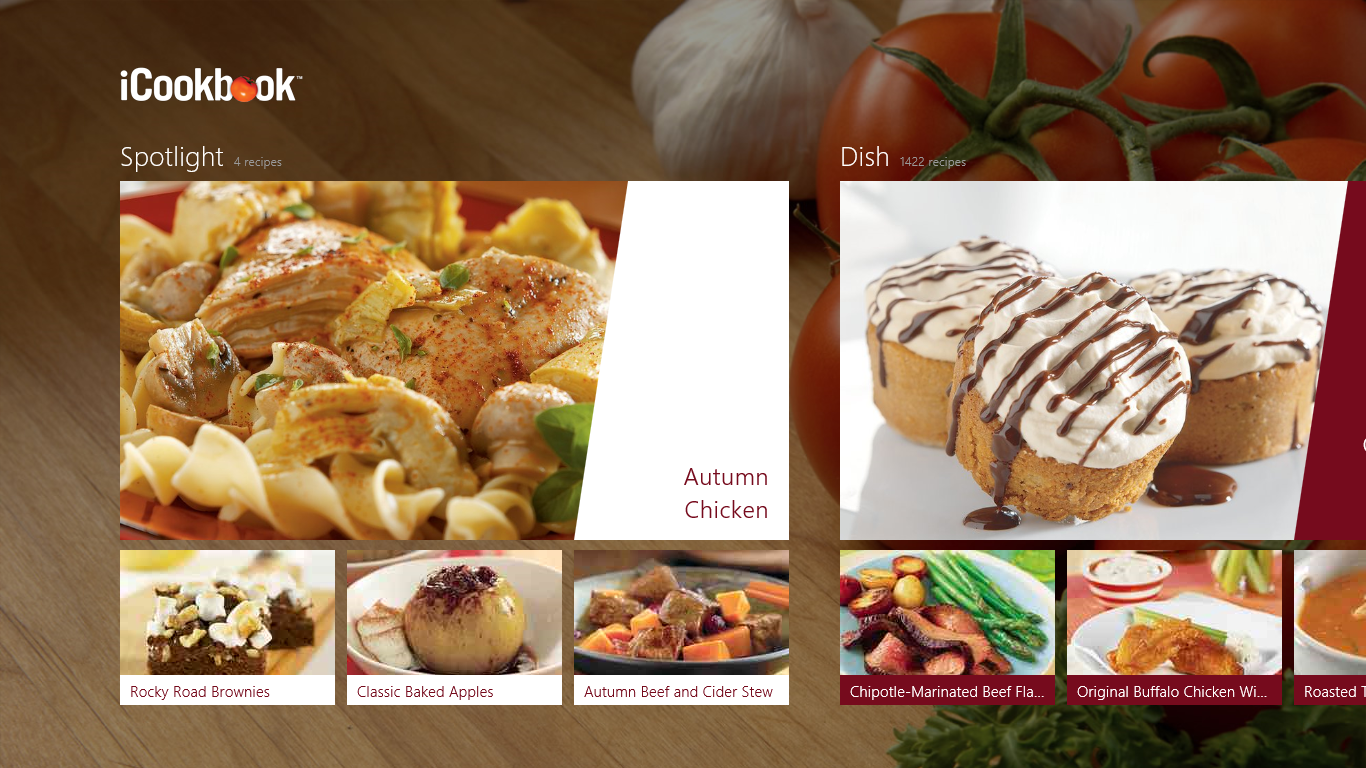 iCookbook™
Spotlight 4 recipes
Autumn
Chicken
Rocky Road Brownies
Classic Baked Apples
Autumn Beef and Cider Stew
Dish 1422 recipes
Chipotle-Marinated Beef Fla...
Original Buffalo Chicken Wi...
Roasted